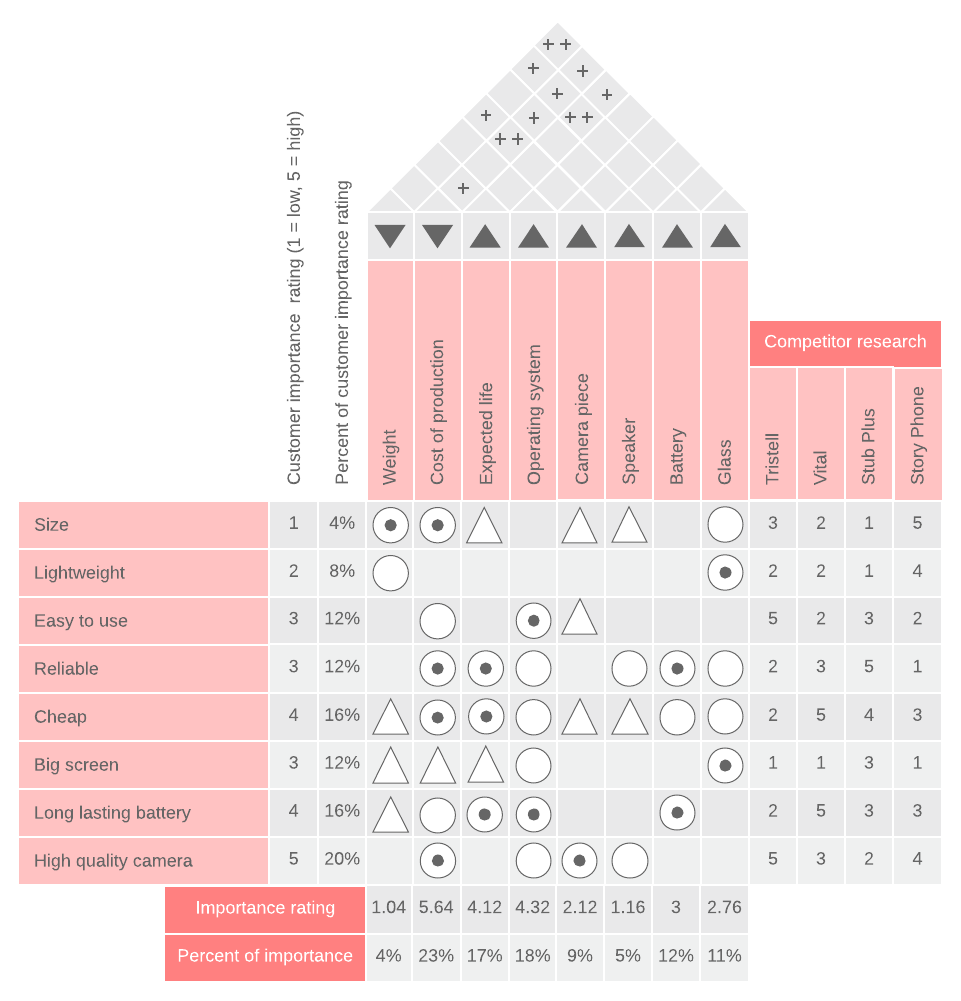 ++
+ +
+ +
+ + ++
++
+
Customer importance rating (1 = low, 5 = high)
Percent of customer importance rating
Weight
Cost of production
Expected life
Operating system
Camera piece
Speaker
Battery
Glass
Competitor research
Tristell
Vital
Stub Plus
Story Phone
Size 1 4% 3 2 1 5
Lightweight 2 8% 2 2 1 4
Easy to use 3 12% 5 2 3 2
Reliable 3 12% 2 3 5 1
Cheap 4 16% 2 5 4 3
Big screen 3 12% 1 1 3 1
Long lasting battery 4 16% 2 5 3 3
High quality camera 5 20% 5 3 2 4
Importance rating 1.04 5.64 4.12 4.32 2.12 1.16 3 2.76
Percent of importance 4% 23% 17% 18% 9% 5% 12% 11%